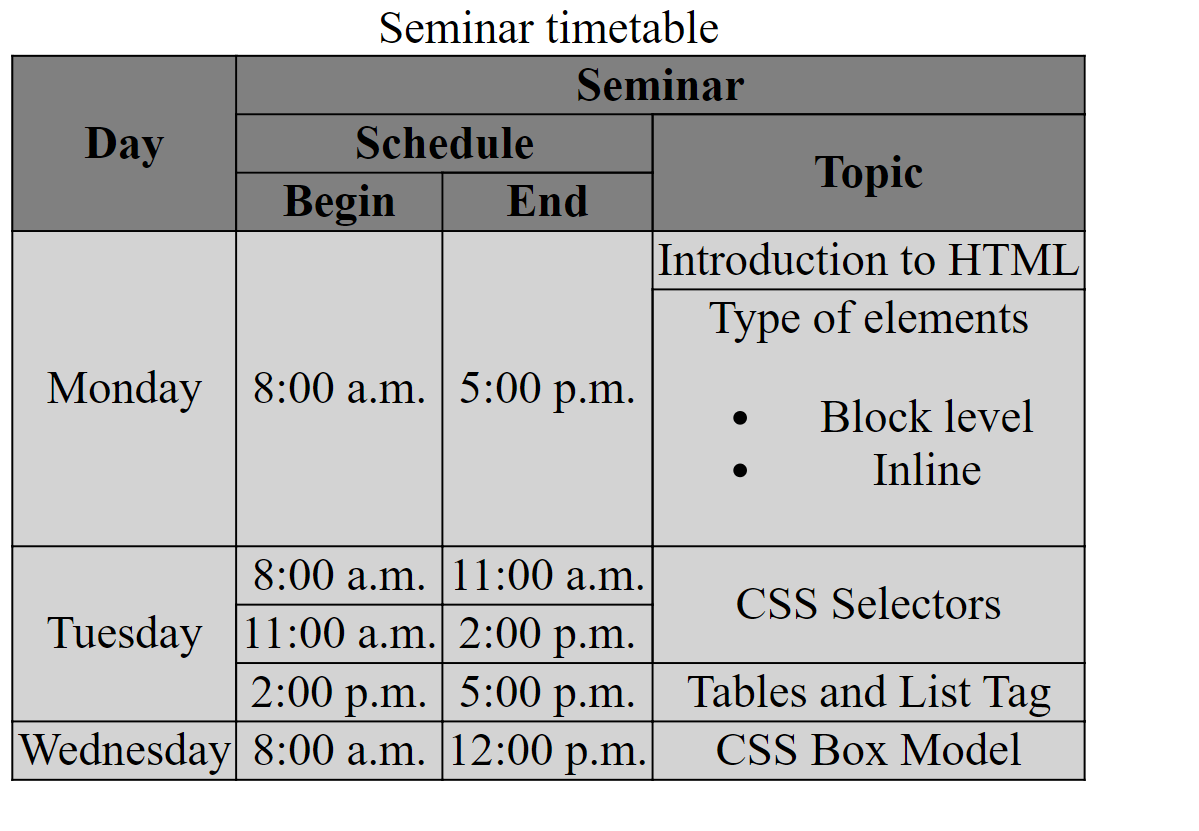 Seminar timetable
Day
Seminar
Schedule
Topic
Begin
End
Monday
8:00 a.m.
5:00 p.m.
Introduction to HTML
Type of elements
• Block level
• Inline
Tuesday
8:00 a.m.
11:00 a.m.
CSS Selectors
11:00 a.m.
2:00 p.m.
2:00 p.m.
5:00 p.m.
Tables and List Tag
Wednesday
8:00 a.m.
12:00 p.m.
CSS Box Model